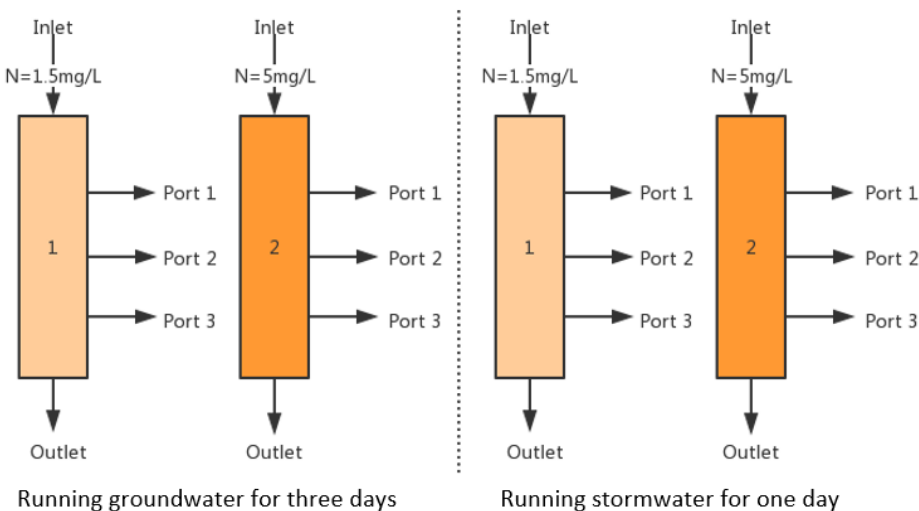 Inlet
Inlet
Inlet
Inlet
N=1.5mg/L
N=5mg/L
N=1.5mg/L
N=5mg/L
Port 1
Port 1
Port 1
Port 1
1
2
1
2
Port 2
Port 2
Port 2
Port 2
Port 3
Port 3
Port 3
Port 3
Outlet
Outlet
Outlet
Outlet
Running groundwater for three days
Running stormwater for one day